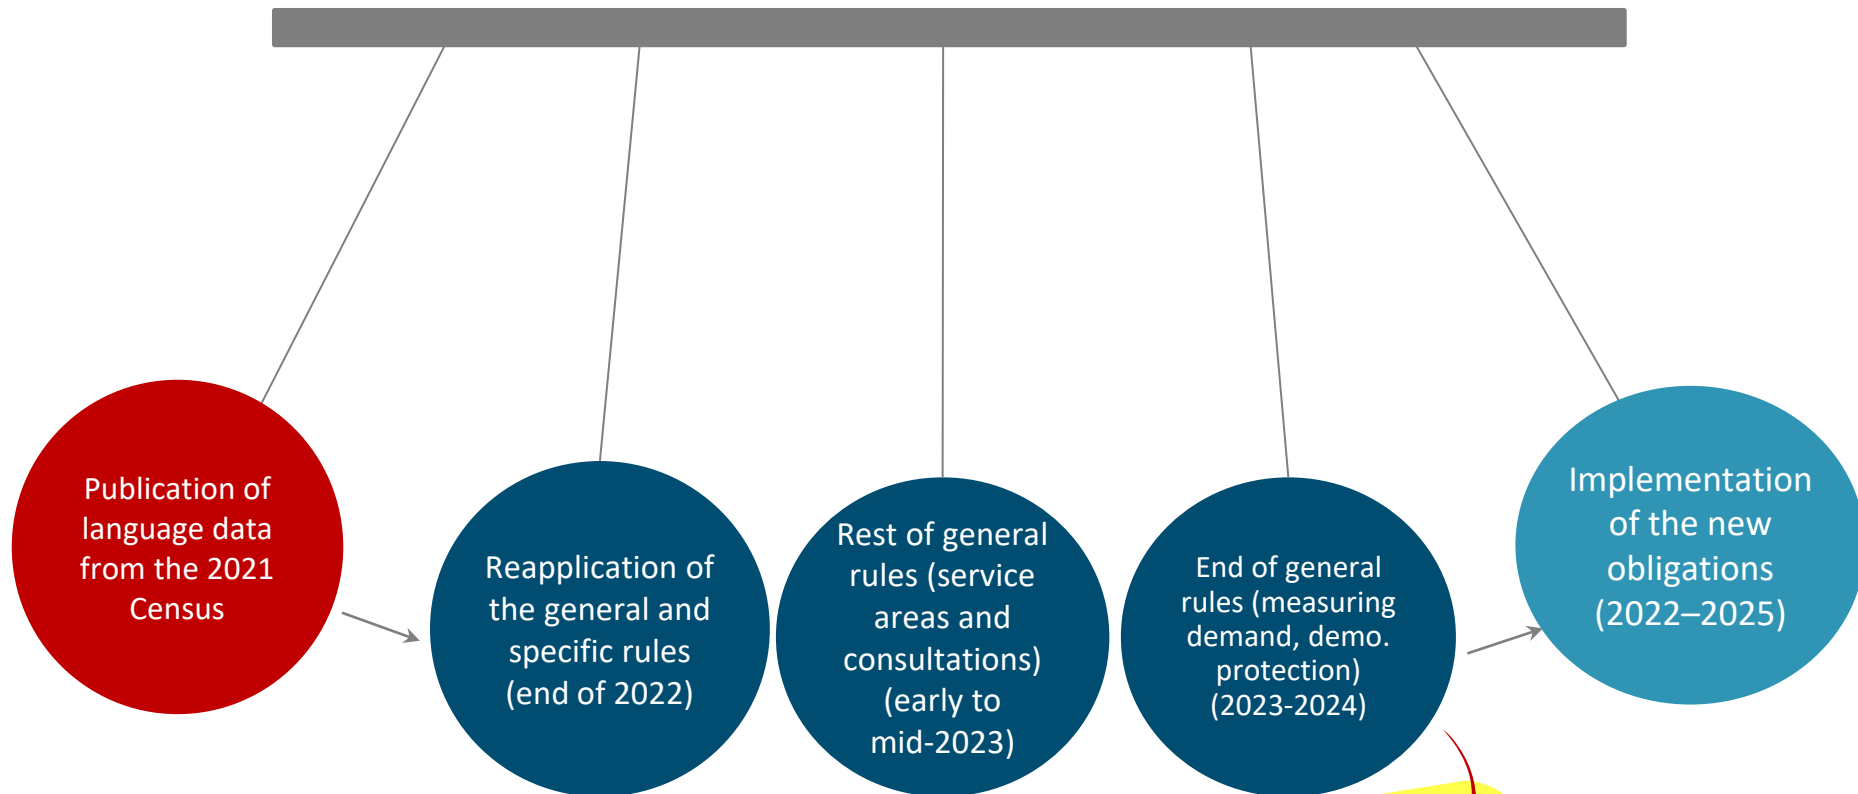 Publication of
language data
from the 2021
Census
Reapplication of
the general and
specific rules
(end of 2022)
Rest of general
rules (service
areas and
consultations)
(early to
mid-2023)
End of general
rules (measuring
demand, demo.
protection)
(2023-2024)
Implementation
of the new
obligations
(2022–2025)